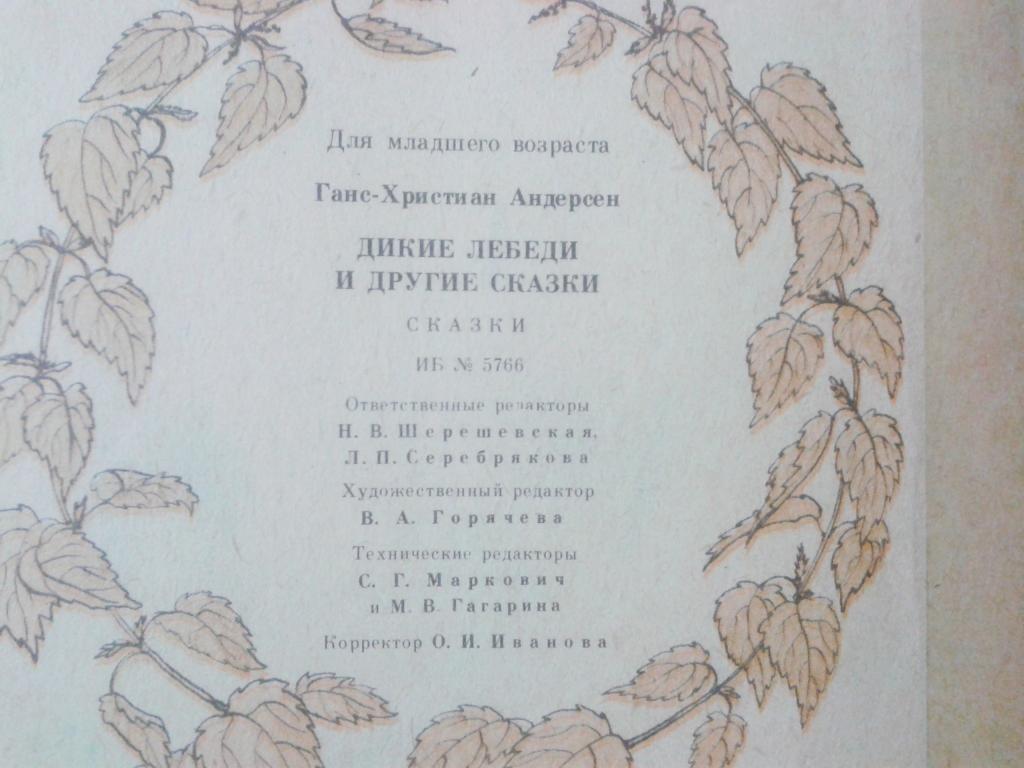 Для младшего возраста
Ганс-Христиан Андерсен
ДИКИЕ ЛЕБЕДИ
И ДРУГИЕ СКАЗКИ
СКАЗКИ
ИБ № 5766
Ответственные редакторы
Н. В. Шерешевская,
Л. П. Серебрякова
Художественный редактор
В. А. Горячева
Технические редакторы
С. Г. Маркович
и М. В. Гагарина
Корректор О. И. Иванова